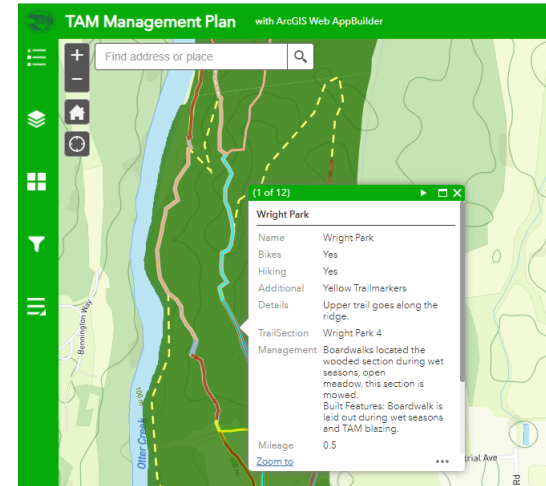 TAM Management Plan with ArcGIS Web AppBuilder
+
Find address or place
−
(1 of 12)
Wright Park
Name Wright Park
Bikes Yes
Hiking Yes
Additional Yellow Trailmarkers
Details Upper trail goes along the
ridge.
TrailSection Wright Park 4
Management Boardwalks located the
wooded section during wet
seasons, open
meadow, this section is
mowed.
Built Features: Boardwalk is
laid out during wet seasons
and TAM blazing.
Mileage 0.5
Zoom to •••
Bennington Way
Otter Creek
100 m
trial Ave
Rd